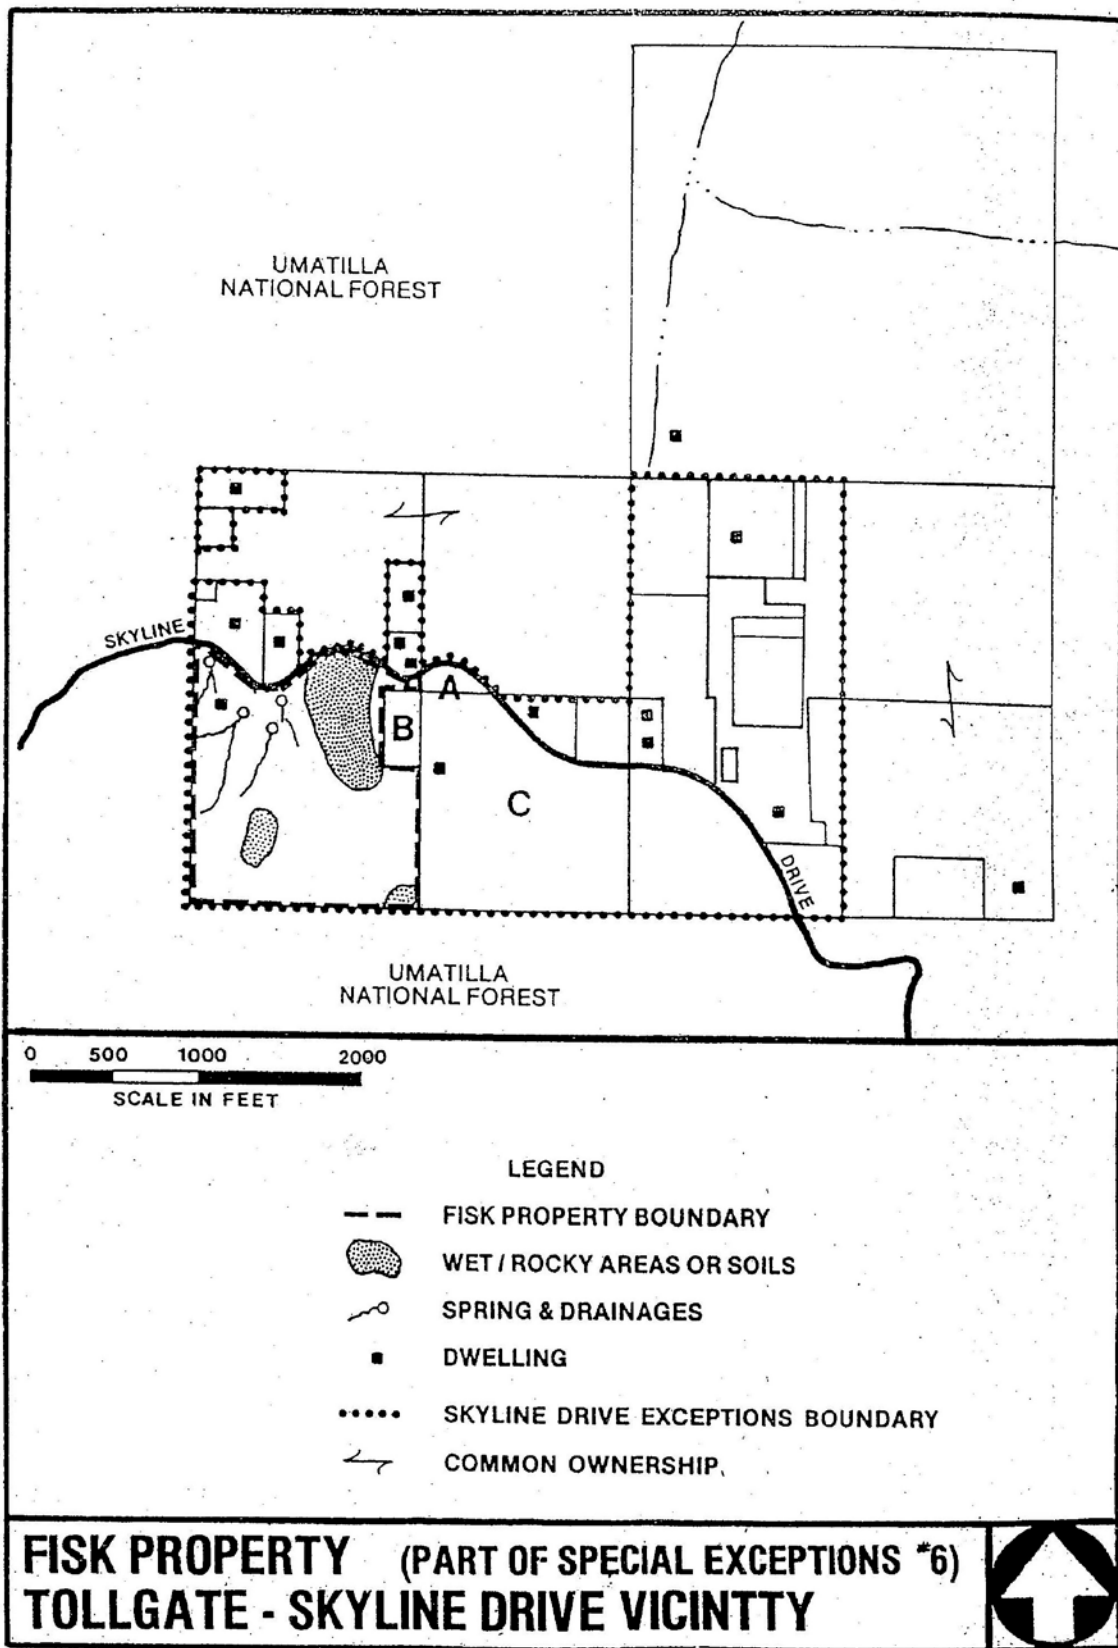 UMATILLA
NATIONAL FOREST
SKYLINE
A
B
C
DRIVE
UMATILLA
NATIONAL FOREST
0 500 1000 2000
SCALE IN FEET
LEGEND
FISK PROPERTY BOUNDARY
WET / ROCKY AREAS OR SOILS
SPRING & DRAINAGES
DWELLING
SKYLINE DRIVE EXCEPTIONS BOUNDARY
COMMON OWNERSHIP
FISK PROPERTY (PART OF SPECIAL EXCEPTIONS #6)
TOLLGATE - SKYLINE DRIVE VICINTTY